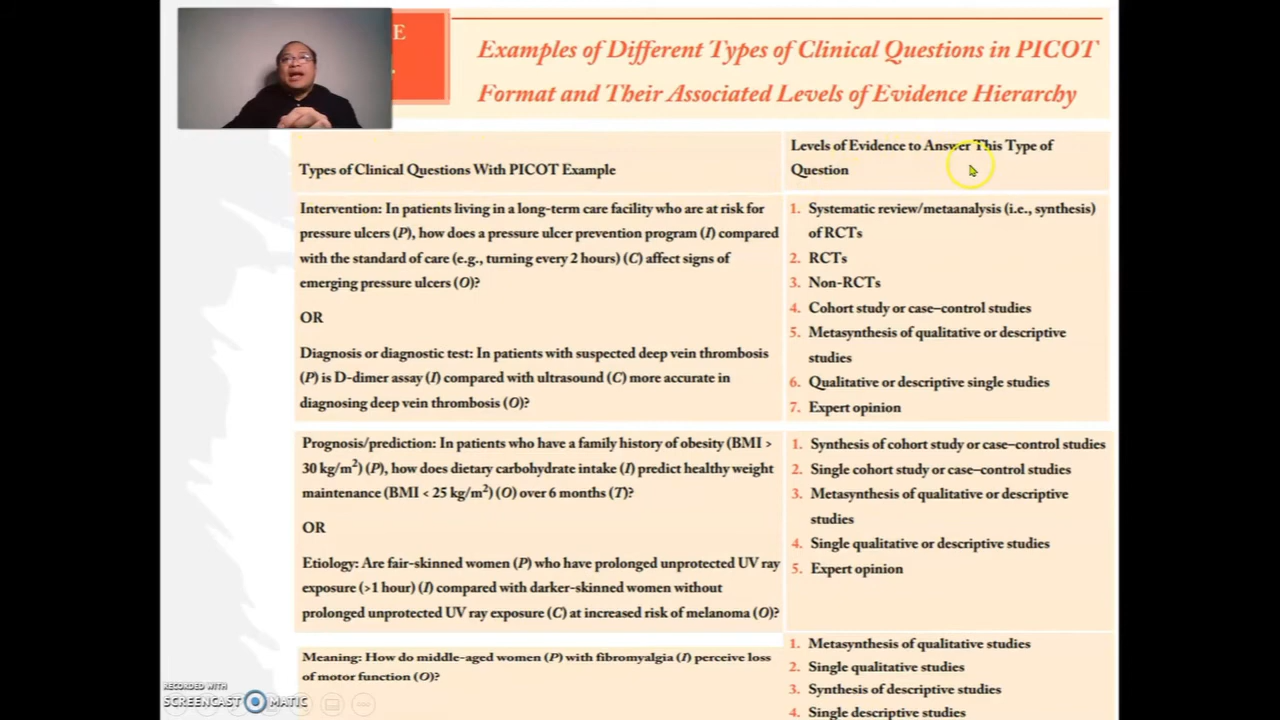 E
Examples of Different Types of Clinical Questions in PICOT
Format and Their Associated Levels of Evidence Hierarchy
Types of Clinical Questions With PICOT Example
Levels of Evidence to Answer This Type of
Question
Intervention: In patients living in a long-term care facility who are at risk for
pressure ulcers (P), how does a pressure ulcer prevention program (I) compared
with the standard of care (e.g., turning every 2 hours) (C) affect signs of
emerging pressure ulcers (O)?
OR
Diagnosis or diagnostic test: In patients with suspected deep vein thrombosis
(P) is D-dimer assay (I) compared with ultrasound (C) more accurate in
diagnosing deep vein thrombosis (O)?
1. Systematic review/metaanalysis (i.e., synthesis)
of RCTs
2. RCTs
3. Non-RCTs
4. Cohort study or case–control studies
5. Metasynthesis of qualitative or descriptive
studies
6. Qualitative or descriptive single studies
7. Expert opinion
Prognosis/prediction: In patients who have a family history of obesity (BMI >
30 kg/m²) (P), how does dietary carbohydrate intake (I) predict healthy weight
maintenance (BMI < 25 kg/m²) (O) over 6 months (T)?
OR
Etiology: Are fair-skinned women (P) who have prolonged unprotected UV ray
exposure (>1 hour) (I) compared with darker-skinned women without
prolonged unprotected UV ray exposure (C) at increased risk of melanoma (O)?
1. Synthesis of cohort study or case–control studies
2. Single cohort study or case–control studies
3. Metasynthesis of qualitative or descriptive
studies
4. Single qualitative or descriptive studies
5. Expert opinion
Meaning: How do middle-aged women (P) with fibromyalgia (I) perceive loss
of motor function (O)?
1. Metasynthesis of qualitative studies
2. Single qualitative studies
3. Synthesis of descriptive studies
4. Single descriptive studies
RECORDED WITH
SCREENCAST MATIC